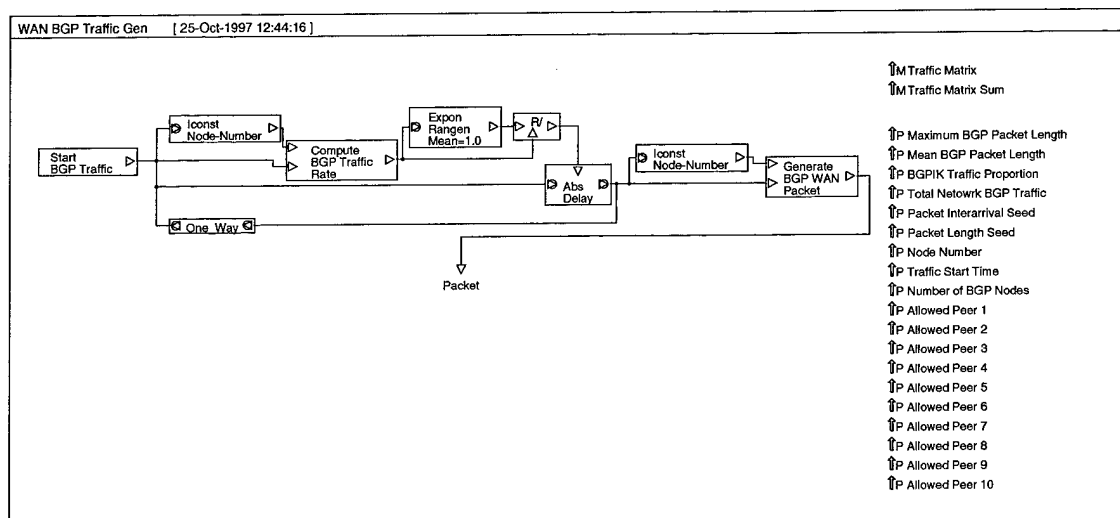 WAN BGP Traffic Gen [ 25-Oct-1997 12:44:16 ]
Start
BGP Traffic
Iconst
Node-Number
Compute
BGP Traffic
Rate
Expon
Rangen
Mean=1.0
R/
Abs
Delay
One_Way
Iconst
Node-Number
Generate
BGP WAN
Packet
Packet
⇑M Traffic Matrix
⇑M Traffic Matrix Sum
⇑P Maximum BGP Packet Length
⇑P Mean BGP Packet Length
⇑P BGPIK Traffic Proportion
⇑P Total Netowrk BGP Traffic
⇑P Packet Interarrival Seed
⇑P Packet Length Seed
⇑P Node Number
⇑P Traffic Start Time
⇑P Number of BGP Nodes
⇑P Allowed Peer 1
⇑P Allowed Peer 2
⇑P Allowed Peer 3
⇑P Allowed Peer 4
⇑P Allowed Peer 5
⇑P Allowed Peer 6
⇑P Allowed Peer 7
⇑P Allowed Peer 8
⇑P Allowed Peer 9
⇑P Allowed Peer 10